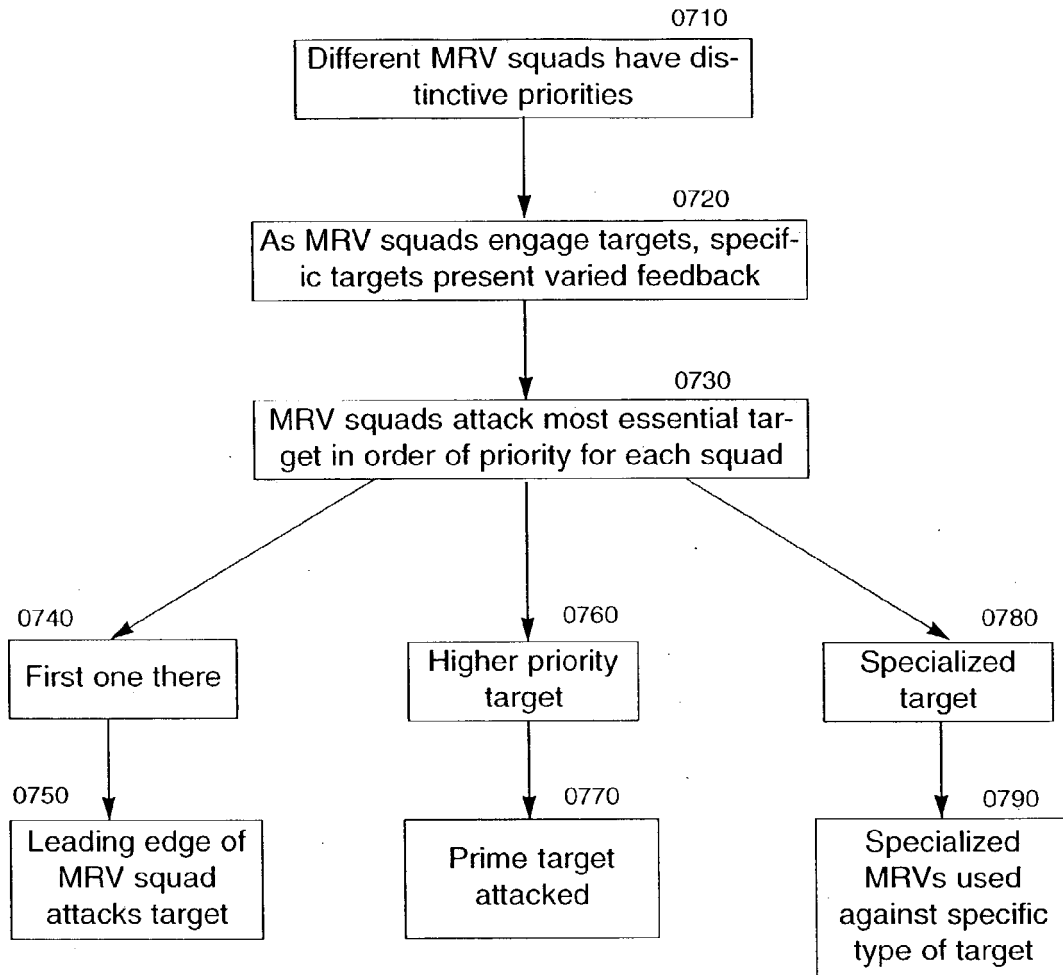 0710
Different MRV squads have dis-
tinctive priorities
0720
As MRV squads engage targets, specif-
ic targets present varied feedback
0730
MRV squads attack most essential tar-
get in order of priority for each squad
0740
First one there
0760
Higher priority
target
0780
Specialized
target
0750
Leading edge of
MRV squad
attacks target
0770
Prime target
attacked
0790
Specialized
MRVs used
against specific
type of target